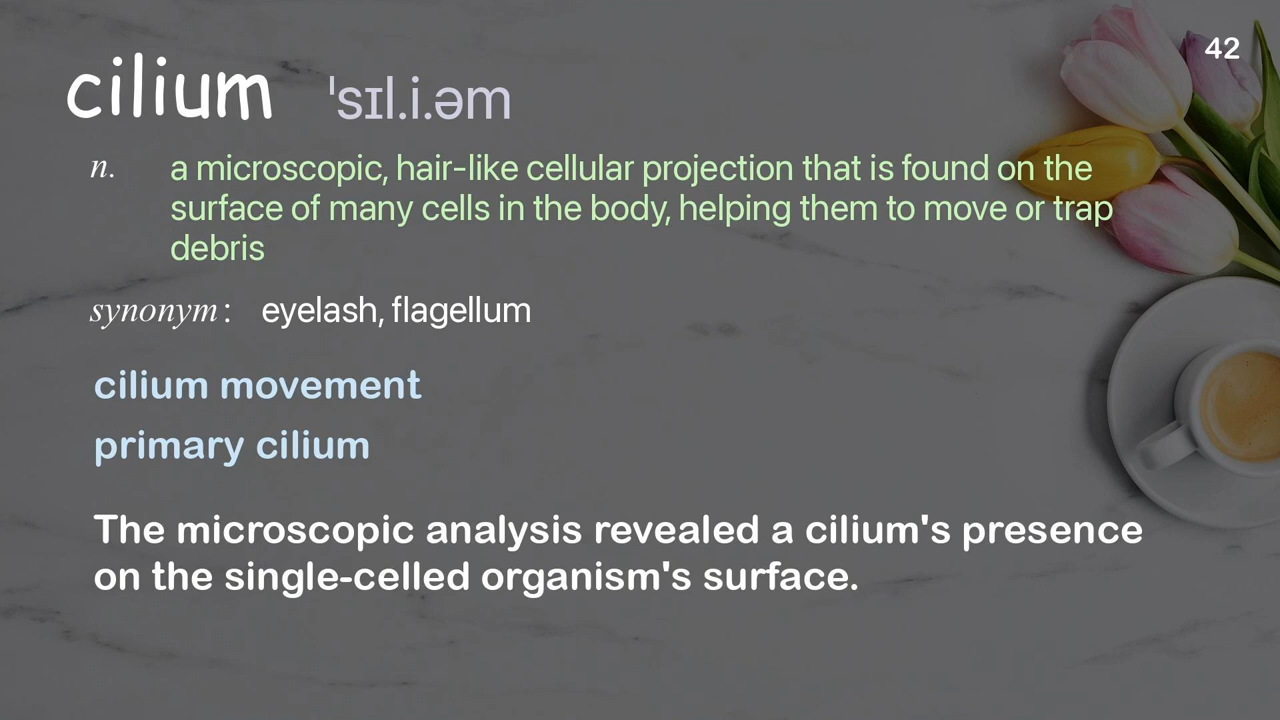 42
cilium ˈsɪl.i.əm
n. a microscopic, hair-like cellular projection that is found on the
surface of many cells in the body, helping them to move or trap
debris
synonym: eyelash, flagellum
cilium movement
primary cilium
The microscopic analysis revealed a cilium's presence
on the single-celled organism's surface.